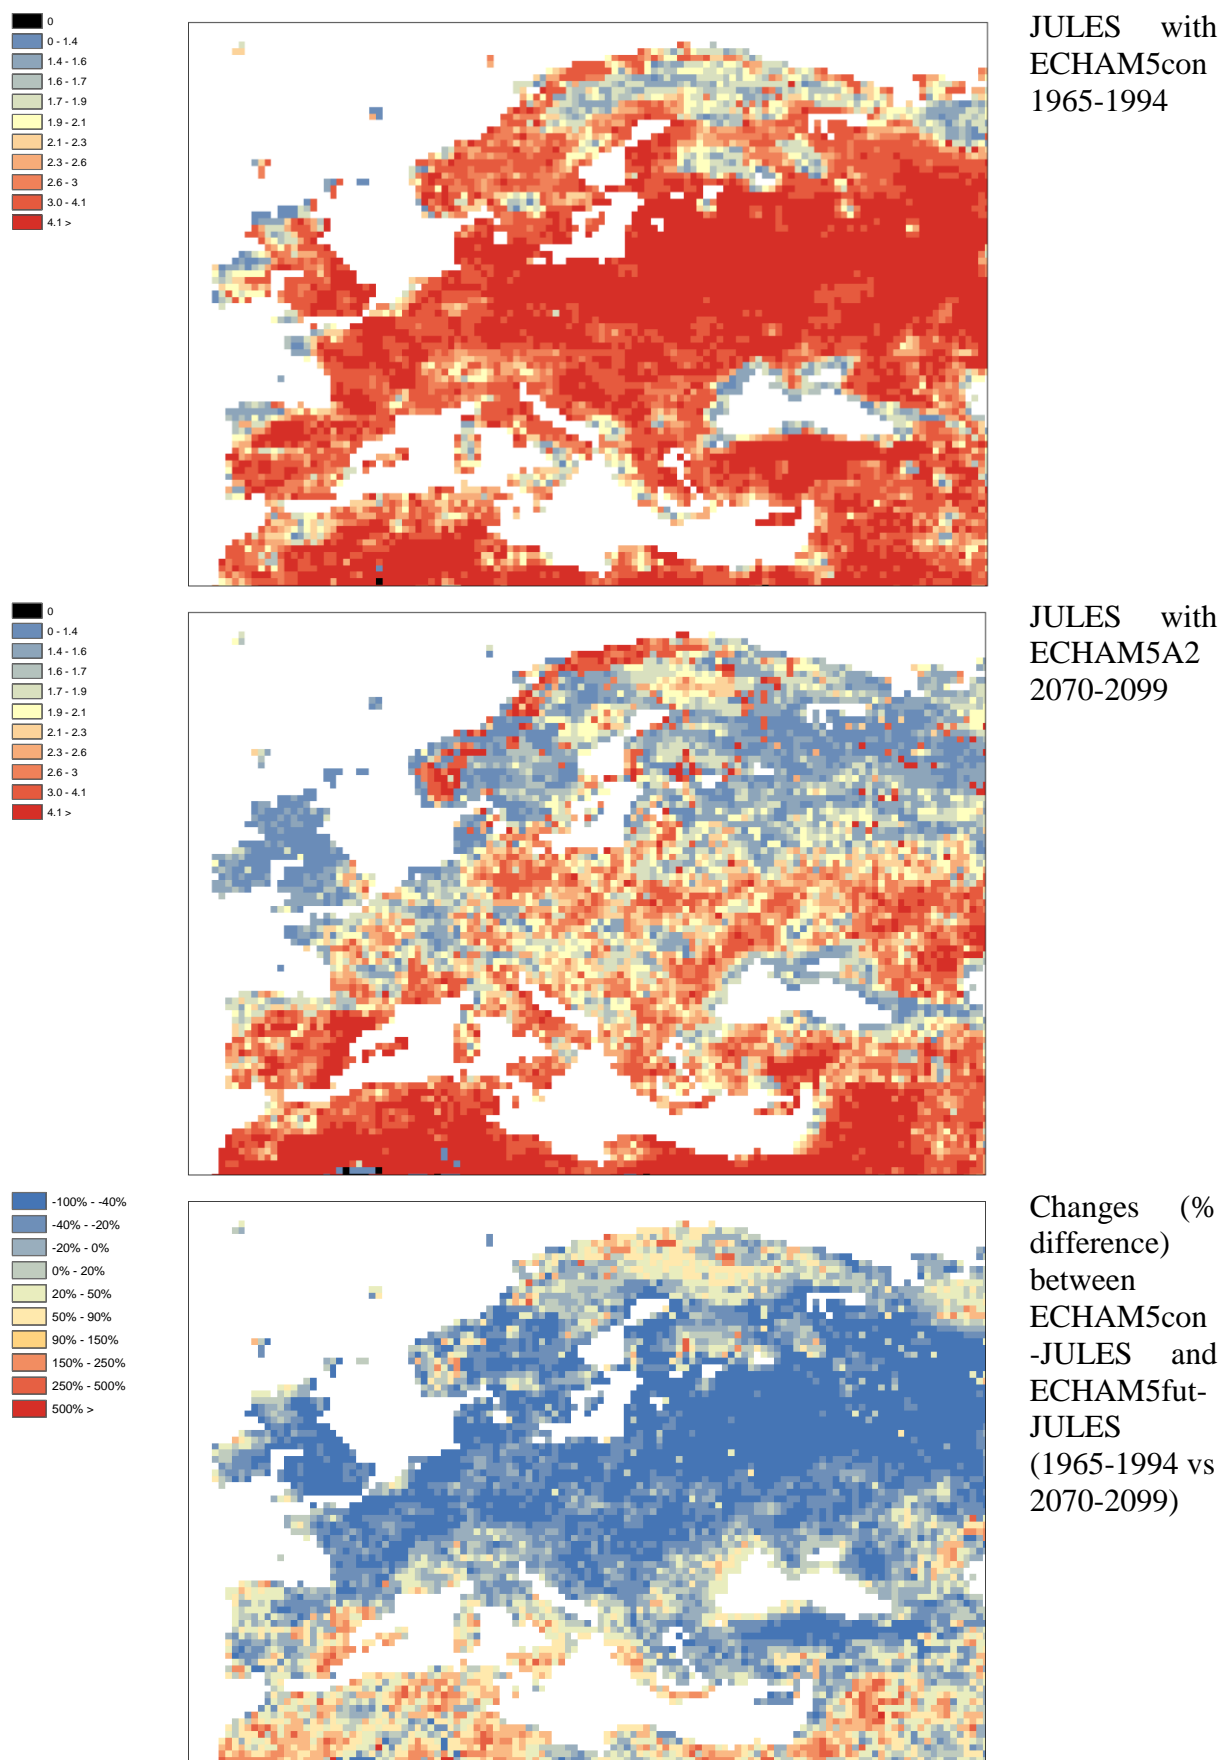 0
0 - 1.4
1.4 - 1.6
1.6 - 1.7
1.7 - 1.9
1.9 - 2.1
2.1 - 2.3
2.3 - 2.6
2.6 - 3
3.0 - 4.1
4.1 >
JULES with
ECHAM5con
1965-1994
0
0 - 1.4
1.4 - 1.6
1.6 - 1.7
1.7 - 1.9
1.9 - 2.1
2.1 - 2.3
2.3 - 2.6
2.6 - 3
3.0 - 4.1
4.1 >
JULES with
ECHAM5A2
2070-2099
-100% - -40%
-40% - -20%
-20% - 0%
0% - 20%
20% - 50%
50% - 90%
90% - 150%
150% - 250%
250% - 500%
500% >
Changes (%
difference)
between
ECHAM5con
-JULES and
ECHAM5fut-
JULES
(1965-1994 vs
2070-2099)